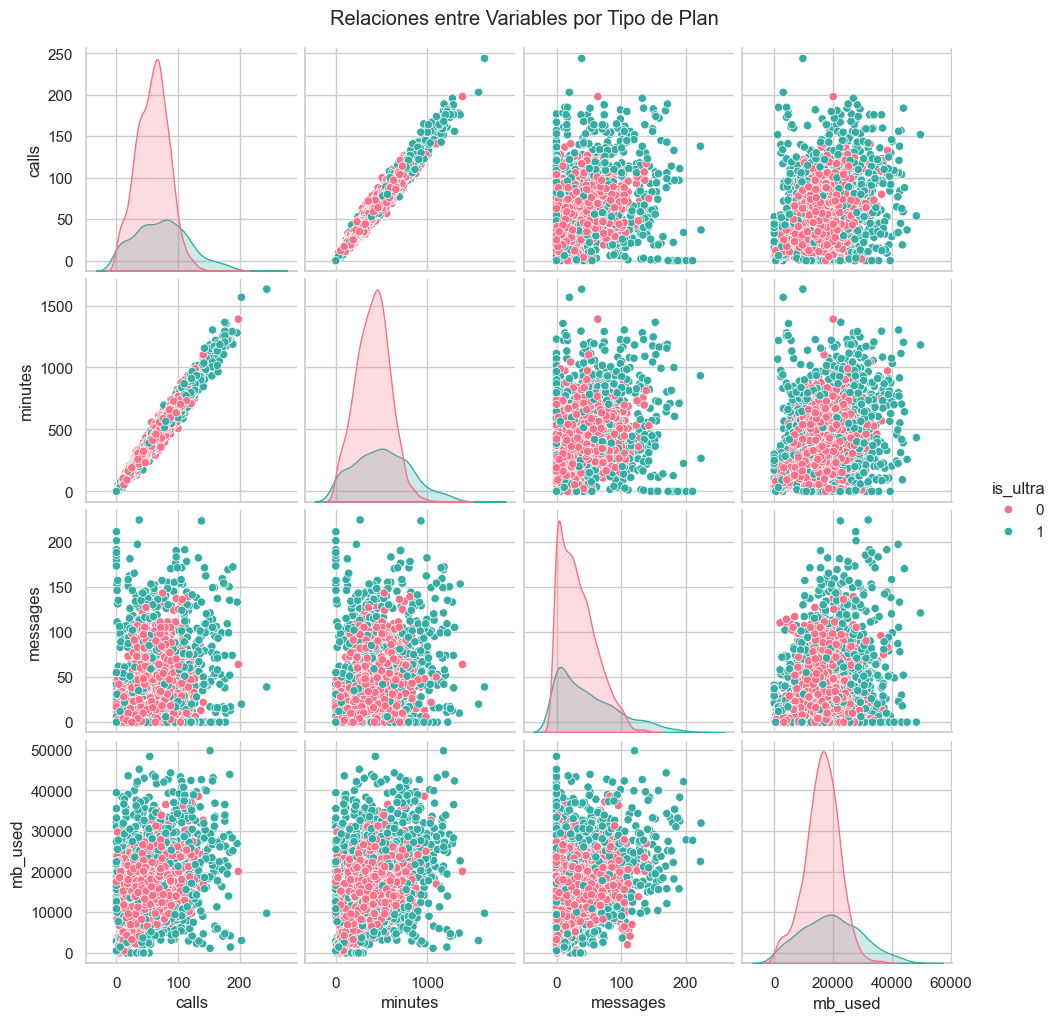 Relaciones entre Variables por Tipo de Plan
250
200
150
100
50
0
calls
1500
1000
500
0
minutes
is_ultra
0
1
200
150
100
50
0
messages
50000
40000
30000
20000
10000
0
mb_used
0 100 200
calls
0 1000
minutes
0 100 200
messages
0 20000 40000 60000
mb_used